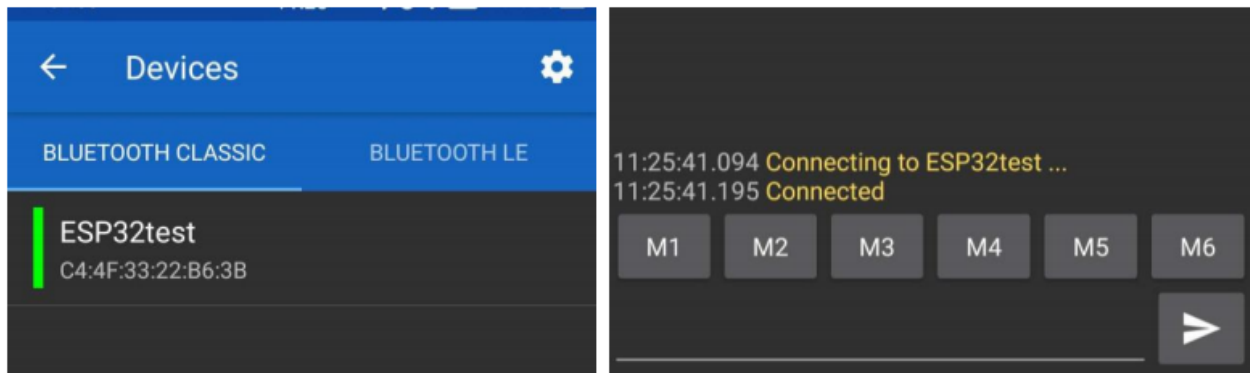 Devices
BLUETOOTH CLASSIC BLUETOOTH LE
ESP32test
C4:4F:33:22:B6:3B
11:25:41.094 Connecting to ESP32test ...
11:25:41.195 Connected
M1 M2 M3 M4 M5 M6